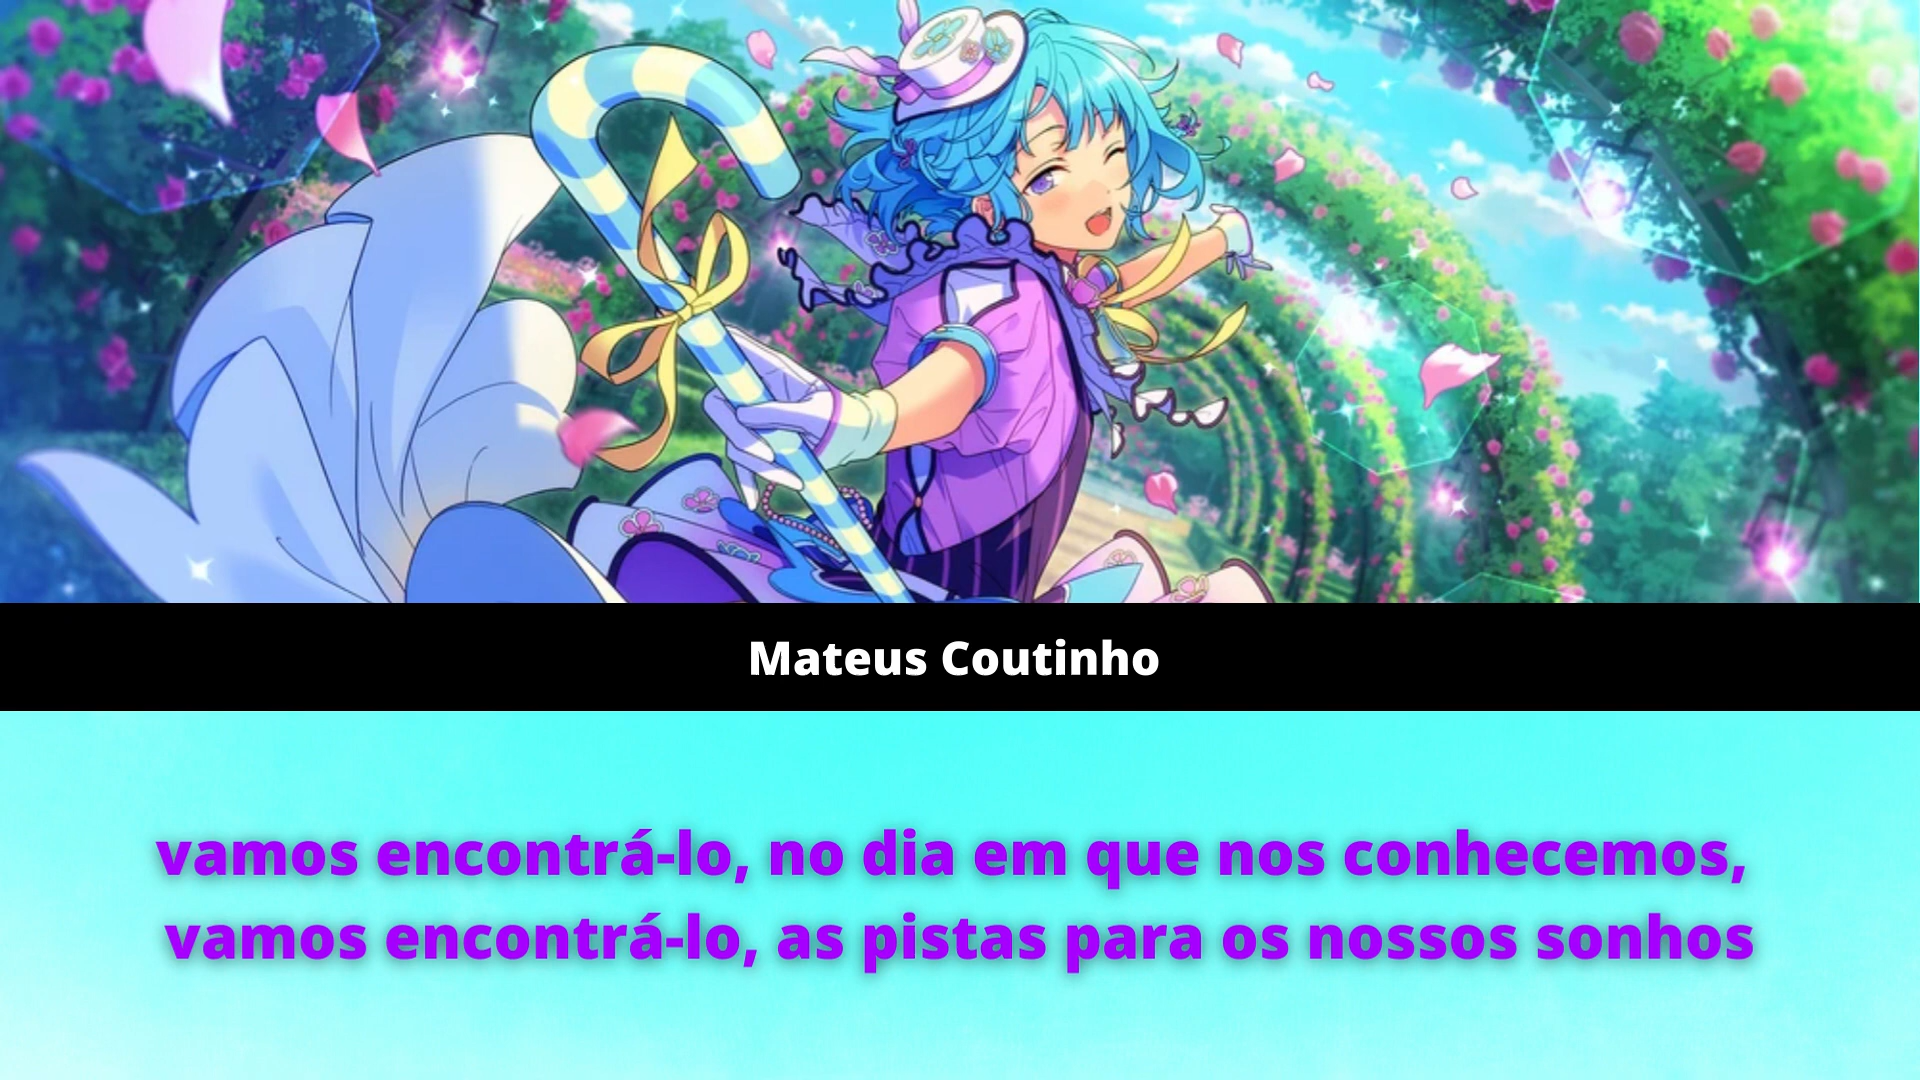 Mateus Coutinho
vamos encontrá-lo, no dia em que nos conhecemos,
vamos encontrá-lo, as pistas para os nossos sonhos